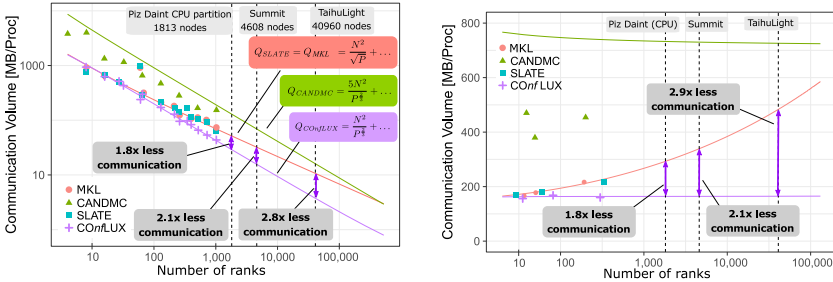 Piz Daint CPU partition
1813 nodes
Summit
4608 nodes
TaihuLight
40960 nodes
Communication Volume [MB/Proc]
1000
10
Q_SLATE = Q_MKL = N²/√P + ...
Q_CANDMC = 5N²/P^{2/3} + ...
Q_COnfLUX = N²/P^{2/3} + ...
1.8x less
communication
2.1x less
communication
2.8x less
communication
MKL
CANDMC
SLATE
COnfLUX
10
100
1,000
10,000
100,000
Number of ranks
Communication Volume [MB/Proc]
800
600
400
200
0
Piz Daint (CPU)
Summit
TaihuLight
MKL
CANDMC
SLATE
COnf LUX
2.9x less
communication
1.8x less
communication
2.1x less
communication
10
100
1,000
10,000
100,000
Number of ranks